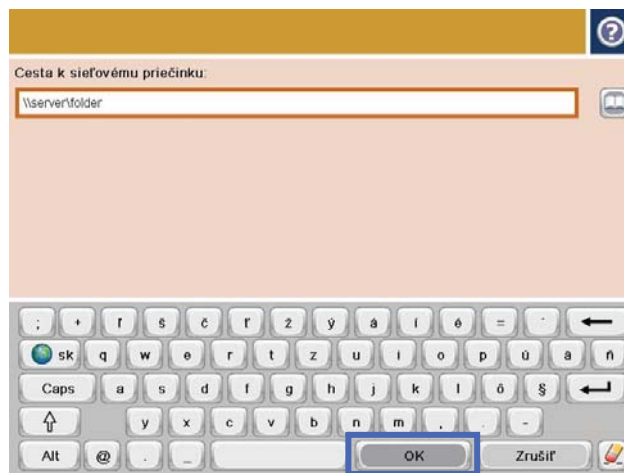 ?
Cesta k sieťovému priečinku:
\\server\folder
; + ľ š č ť ž ý á í é = ´ ←
sk q w e r t z u i o p ú ä ň
Caps a s d f g h j k l ô §
y x c v b n m , . -
Alt @ . _ OK Zrušiť